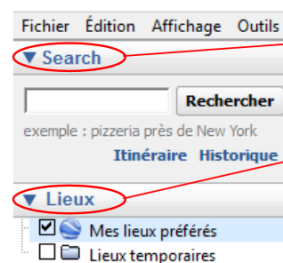 Fichier Édition Affichage Outils
▼ Search
Rechercher
exemple : pizzeria près de New York
Itinéraire Historique
▼ Lieux
Mes lieux préférés
Lieux temporaires